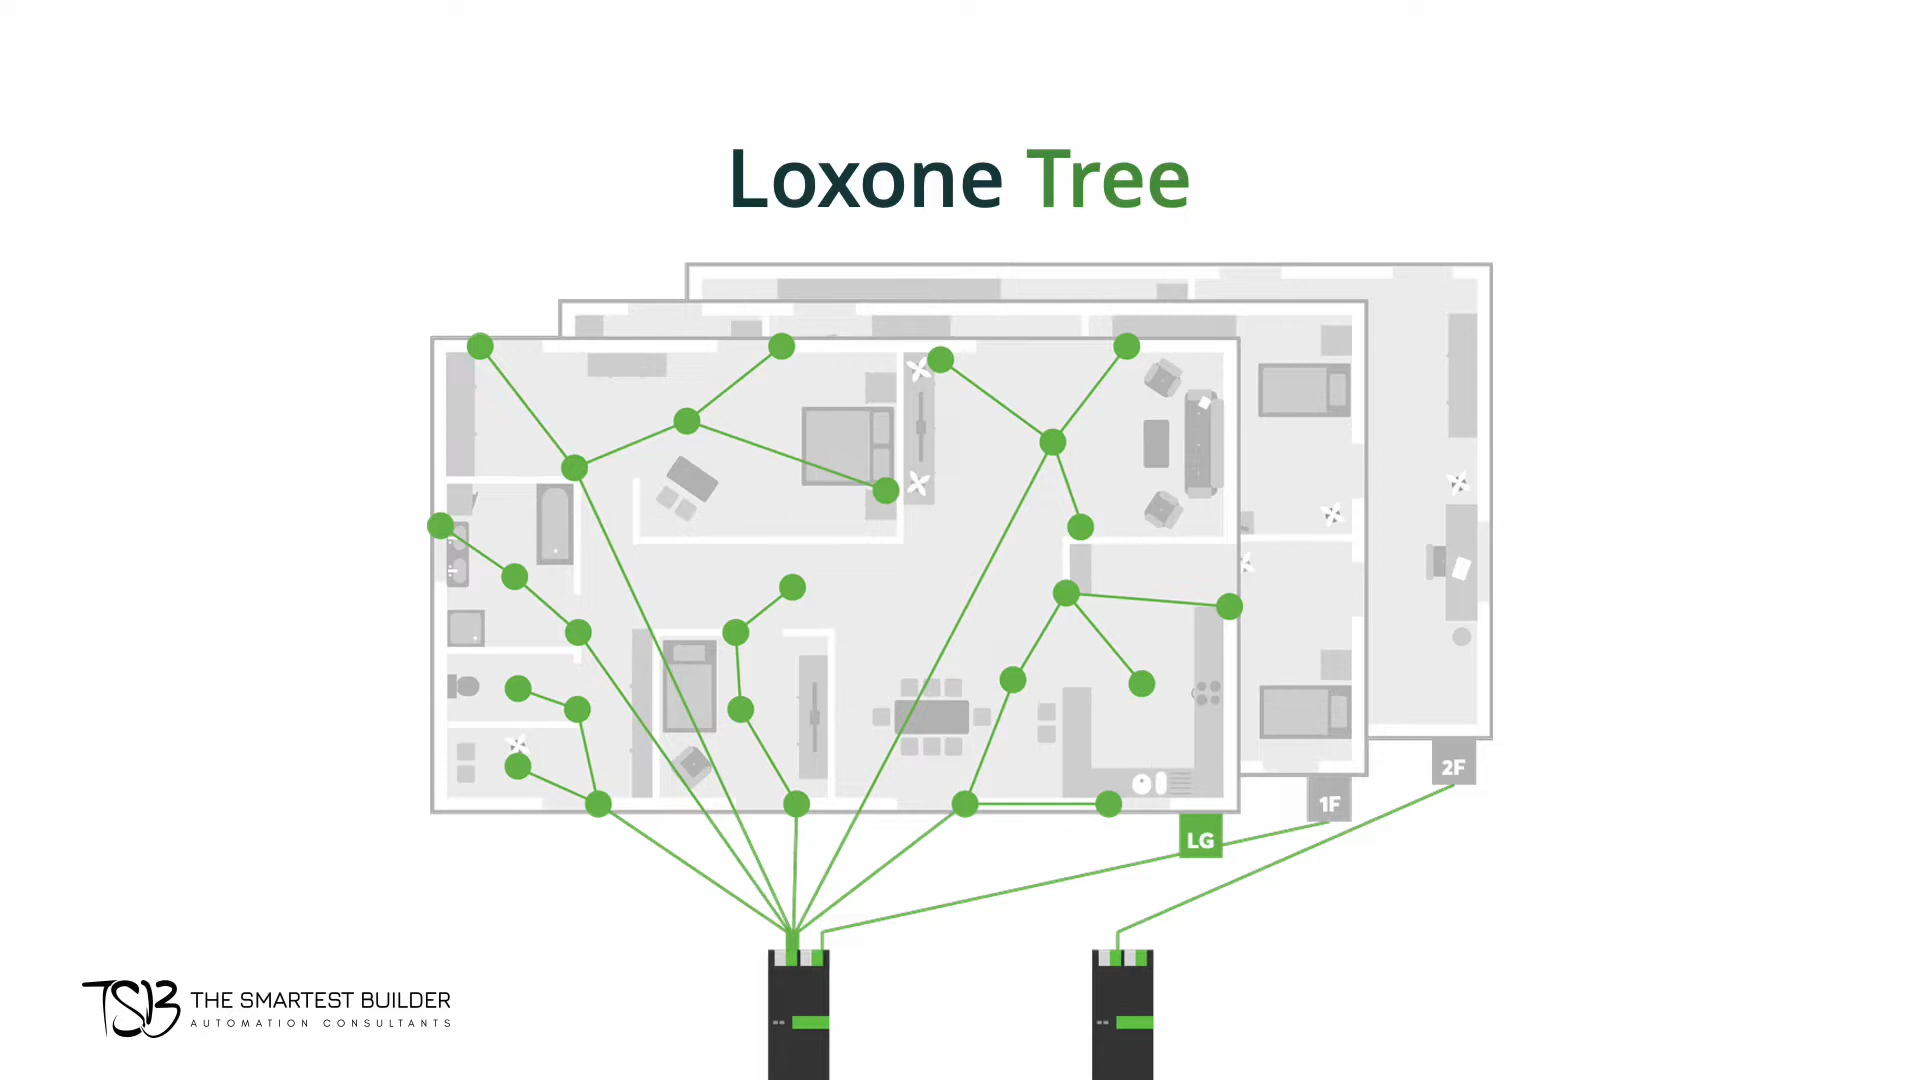 Loxone Tree
2F
1F
LG
TSB THE SMARTEST BUILDER
AUTOMATION CONSULTANTS